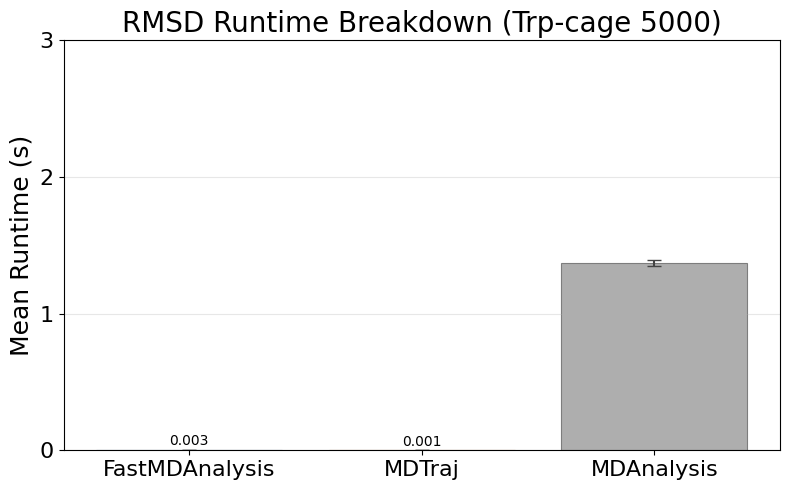 RMSD Runtime Breakdown (Trp-cage 5000)
Mean Runtime (s)
3
2
1
0
0.003
0.001
FastMDAnalysis
MDTraj
MDAnalysis